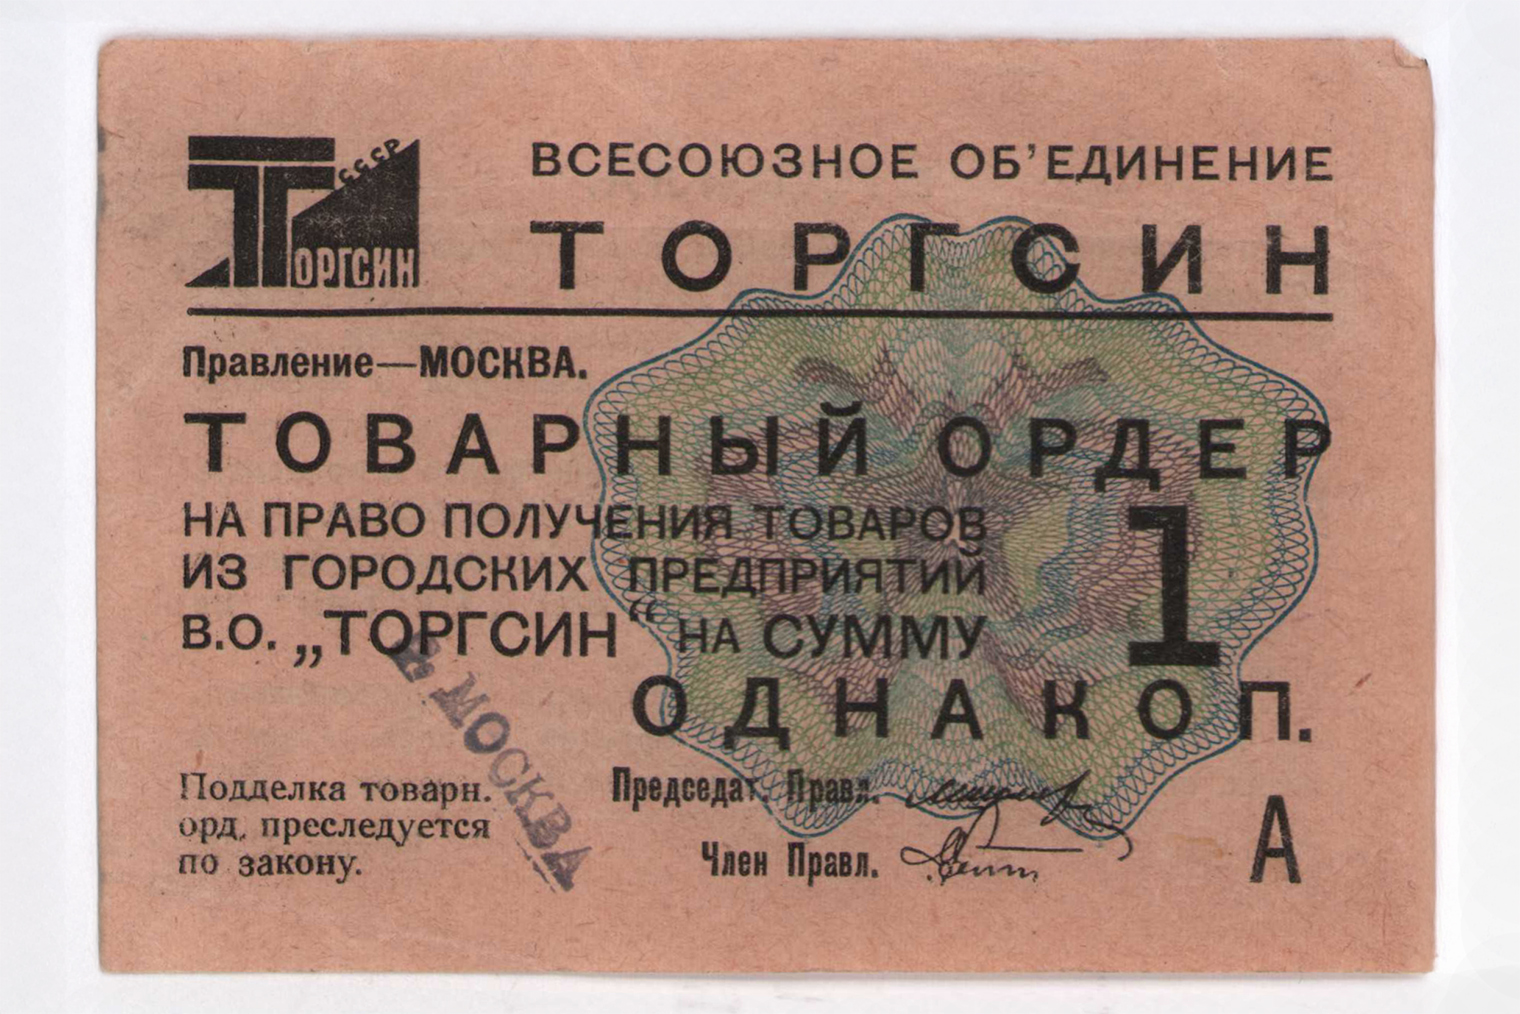 СССР
ТОРГСИН
ВСЕСОЮЗНОЕ ОБ'ЕДИНЕНИЕ
ТОРГСИН
Правление—МОСКВА.
ТОВАРНЫЙ ОРДЕР
НА ПРАВО ПОЛУЧЕНИЯ ТОВАРОВ
ИЗ ГОРОДСКИХ ПРЕДПРИЯТИЙ
В.О. „ТОРГСИН“ НА СУММУ
1
ОДНА КОП.
г. МОСКВА
Подделка товарн.
орд. преследуется
по закону.
Председат. Правл.
Член Правл.
А